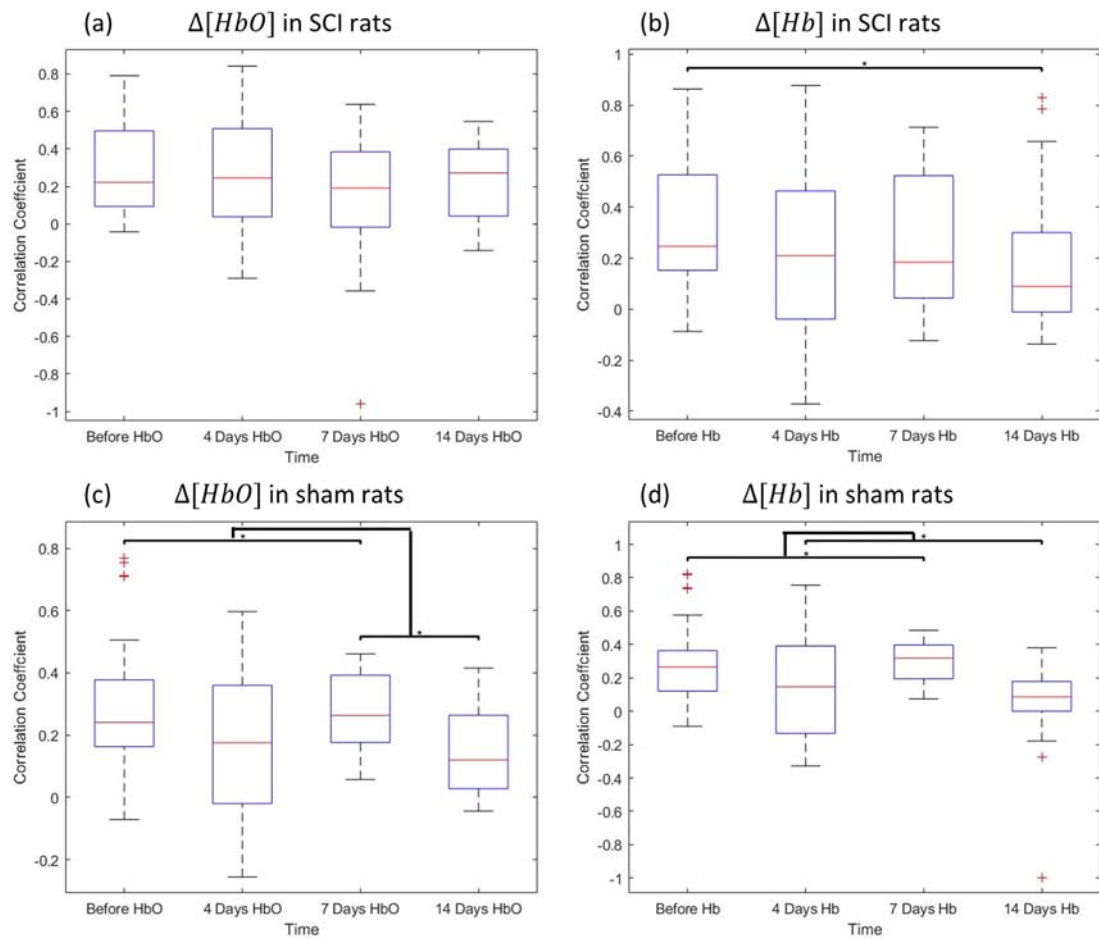 (a) Δ[HbO] in SCI rats
Correlation Coeffcient
0.8
0.6
0.4
0.2
0
-0.2
-0.4
-0.6
-0.8
-1
Before HbO 4 Days HbO 7 Days HbO 14 Days HbO
Time
(b) Δ[Hb] in SCI rats
Correlation Coeffcient
1
0.8
0.6
0.4
0.2
0
-0.2
-0.4
*
Before Hb 4 Days Hb 7 Days Hb 14 Days Hb
Time
(c) Δ[HbO] in sham rats
Correlation Coeffcient
0.8
0.6
0.4
0.2
0
-0.2
*
*
Before HbO 4 Days HbO 7 Days HbO 14 Days HbO
Time
(d) Δ[Hb] in sham rats
Correlation Coeffcient
1
0.8
0.6
0.4
0.2
0
-0.2
-0.4
-0.6
-0.8
-1
*
*
Before Hb 4 Days Hb 7 Days Hb 14 Days Hb
Time